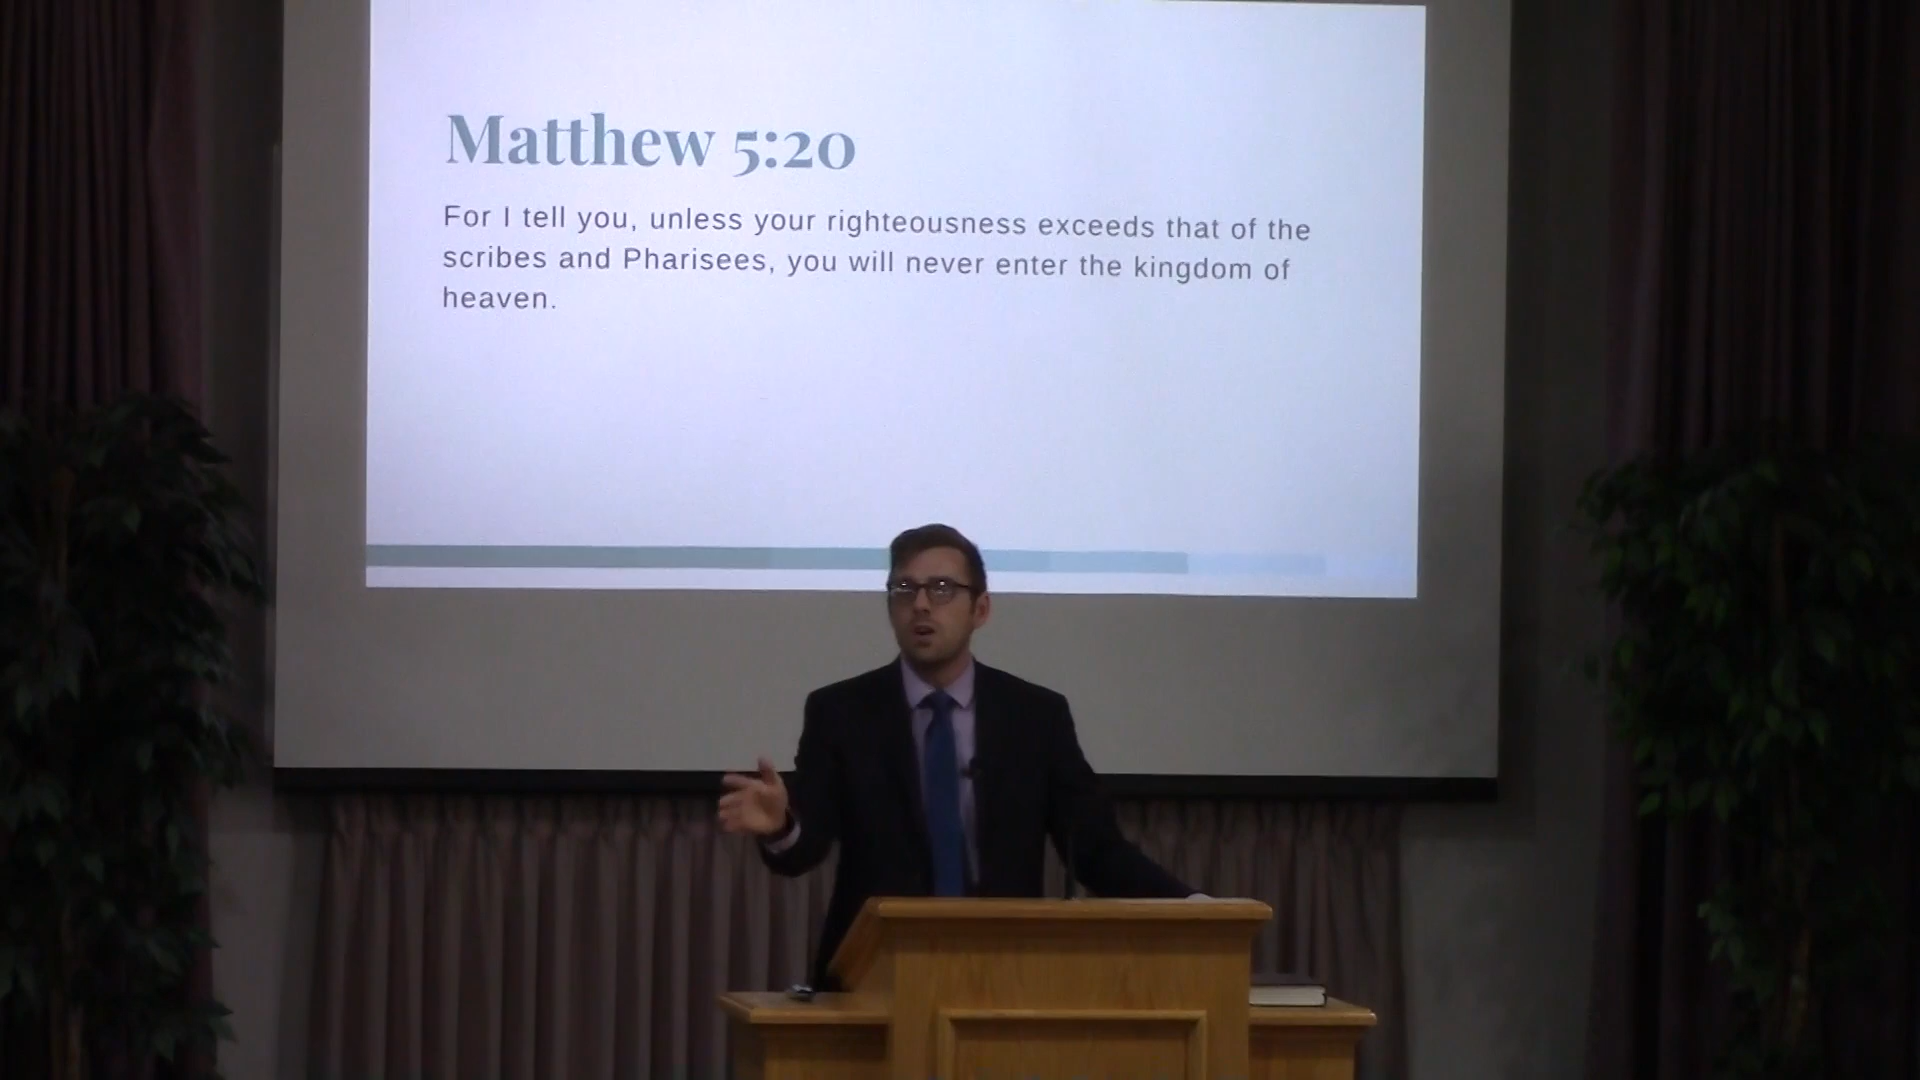 Matthew 5:20
For I tell you, unless your righteousness exceeds that of the
scribes and Pharisees, you will never enter the kingdom of
heaven.